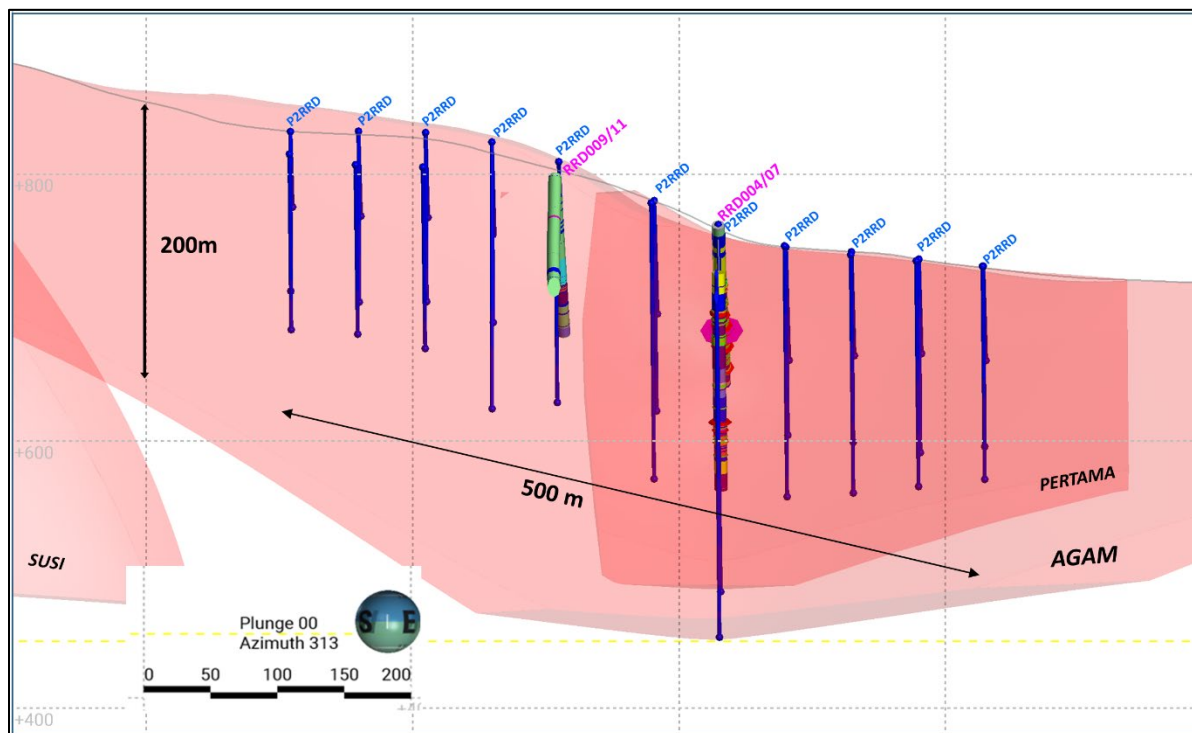 P2RRD
P2RRD
P2RRD
P2RRD
P2RRD
RRD009/11
P2RRD
RRD004/07
P2RRD
P2RRD
P2RRD
P2RRD
P2RRD
+800
200m
+600
500 m
PERTAMA
AGAM
SUSI
S E
Plunge 00
Azimuth 313
0 50 100 150 200
+400